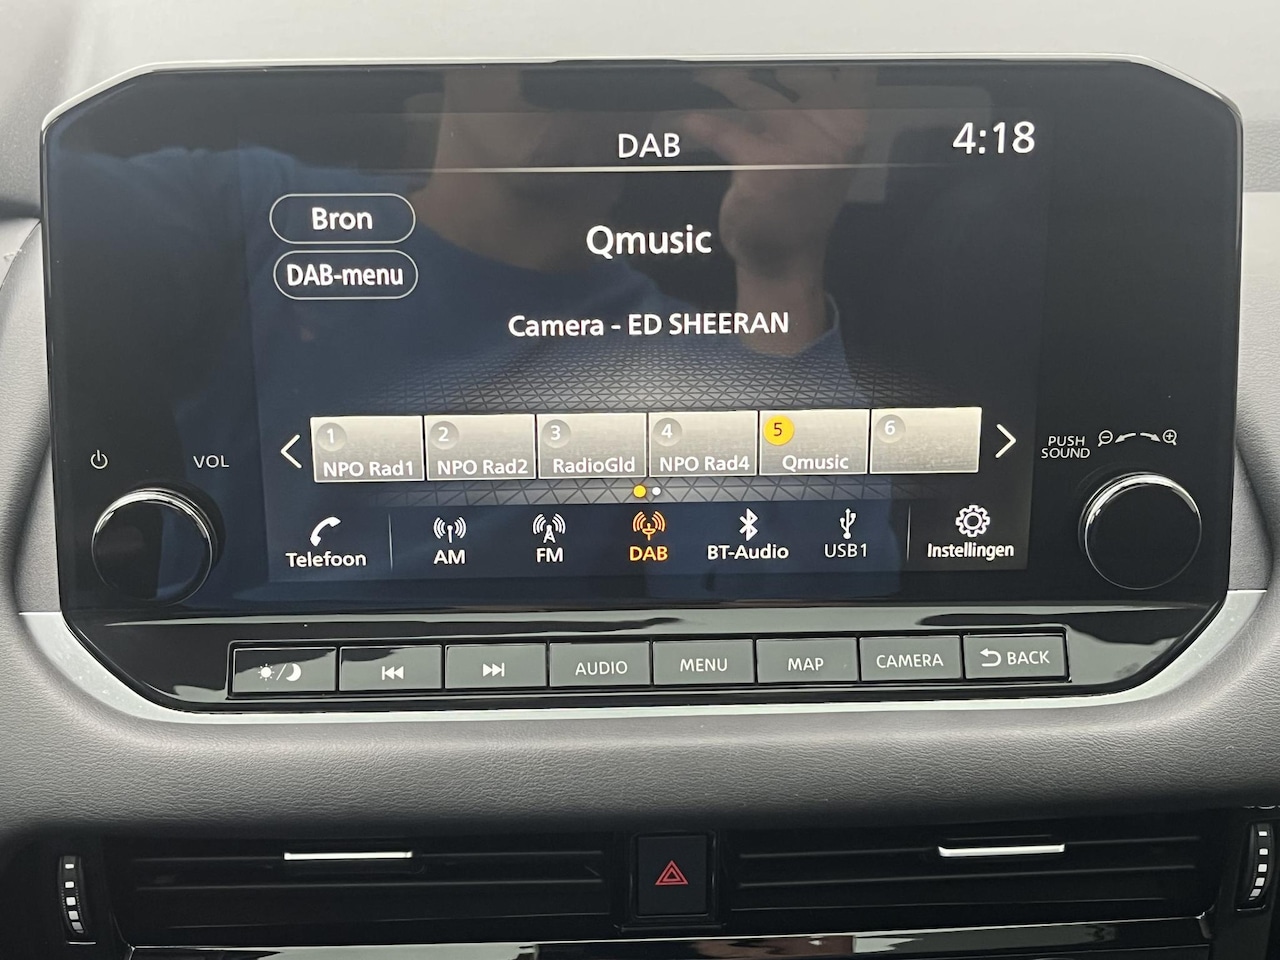 DAB
4:18
Bron
Qmusic
DAB-menu
Camera - ED SHEERAN
1
2
3
4
5
6
NPO Rad1
NPO Rad2
RadioGld
NPO Rad4
Qmusic
VOL
PUSH
SOUND
Telefoon
AM
FM
DAB
BT-Audio
USB1
Instellingen
AUDIO
MENU
MAP
CAMERA
BACK